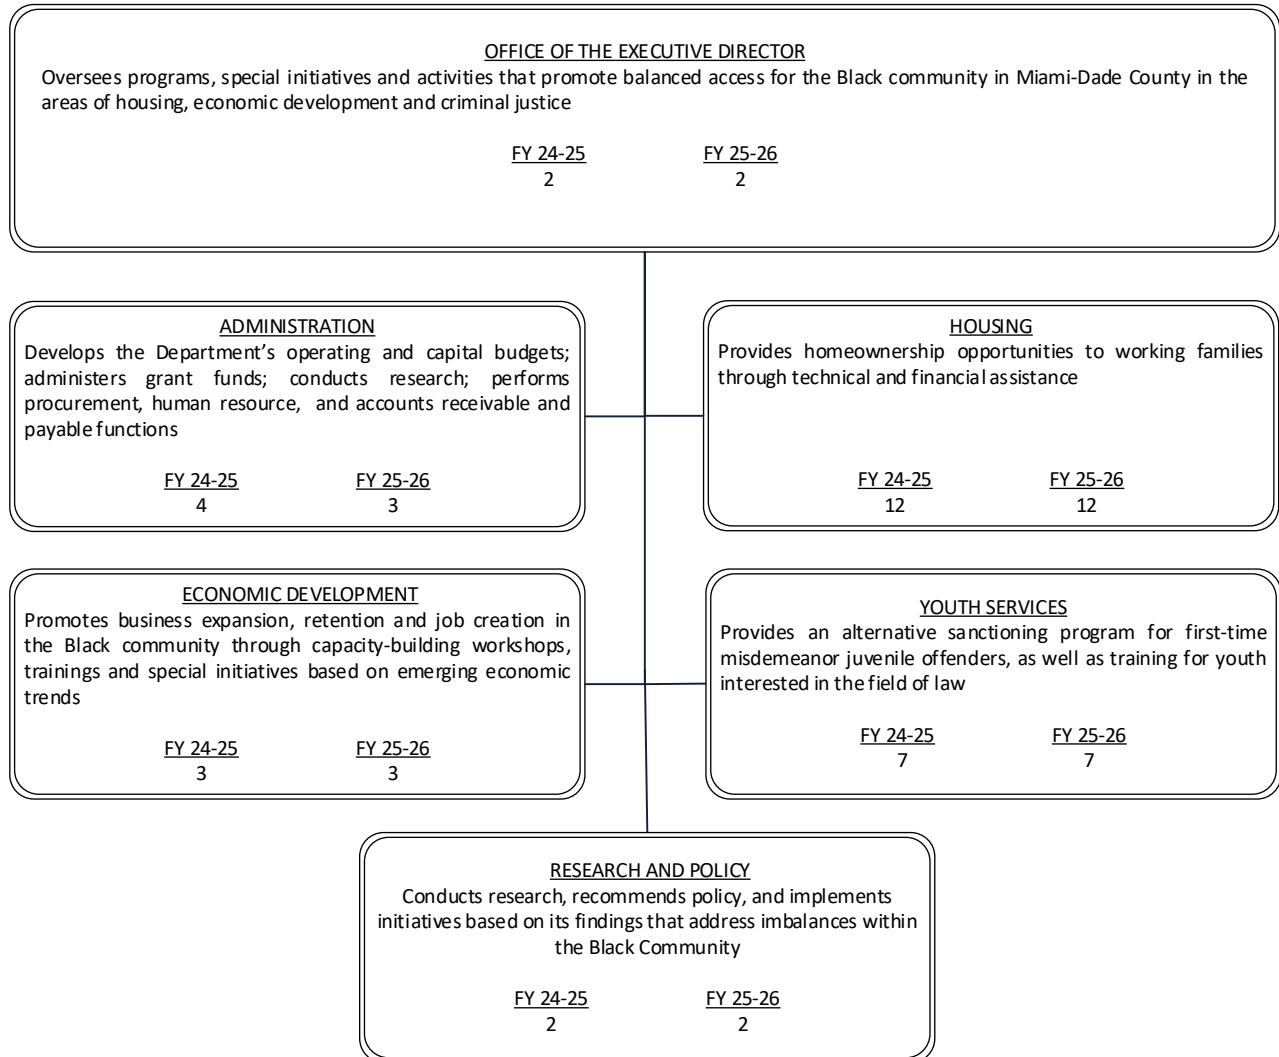 OFFICE OF THE EXECUTIVE DIRECTOR
Oversees programs, special initiatives and activities that promote balanced access for the Black community in Miami-Dade County in the
areas of housing, economic development and criminal justice
FY 24-25 FY 25-26
2 2
ADMINISTRATION
Develops the Department’s operating and capital budgets;
administers grant funds; conducts research; performs
procurement, human resource, and accounts receivable and
payable functions
FY 24-25 FY 25-26
4 3
HOUSING
Provides homeownership opportunities to working families
through technical and financial assistance
FY 24-25 FY 25-26
12 12
ECONOMIC DEVELOPMENT
Promotes business expansion, retention and job creation in
the Black community through capacity-building workshops,
trainings and special initiatives based on emerging economic
trends
FY 24-25 FY 25-26
3 3
YOUTH SERVICES
Provides an alternative sanctioning program for first-time
misdemeanor juvenile offenders, as well as training for youth
interested in the field of law
FY 24-25 FY 25-26
7 7
RESEARCH AND POLICY
Conducts research, recommends policy, and implements
initiatives based on its findings that address imbalances within
the Black Community
FY 24-25 FY 25-26
2 2